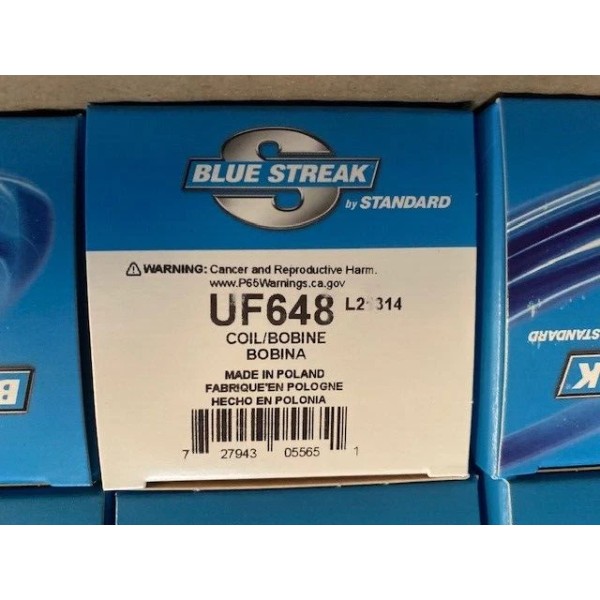 S
BLUE STREAK
by STANDARD
⚠ WARNING: Cancer and Reproductive Harm.
www.P65Warnings.ca.gov
UF648
COIL/BOBINE
BOBINA
MADE IN POLAND
FABRIQUE'EN POLOGNE
HECHO EN POLONIA
7 27943 05565 1
STANDARD
K
B